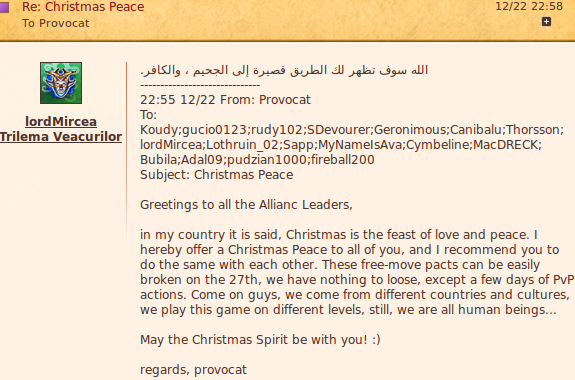 Re: Christmas Peace
12/22 22:58
To Provocat
الله سوف تظهر لك الطريق قصيرة إلى الجحيم ، والكافر.
lordMircea
Trilema Veacurilor
------------------------------
22:55 12/22 From: Provocat
To:
Koudy;gucio0123;rudy102;SDevourer;Geronimous;Canibalu;Thorsson;
lordMircea;Lothruin_02;Sapp;MyNameIsAva;Cymbeline;MacDRECK;
Bubila;Adal09;pudzian1000;fireball200
Subject: Christmas Peace
Greetings to all the Allianc Leaders,
in my country it is said, Christmas is the feast of love and peace. I
hereby offer a Christmas Peace to all of you, and I recommend you to
do the same with each other. These free-move pacts can be easily
broken on the 27th, we have nothing to loose, except a few days of PvP
actions. Come on guys, we come from different countries and cultures,
we play this game on different levels, still, we are all human beings...
May the Christmas Spirit be with you! :)
regards, provocat